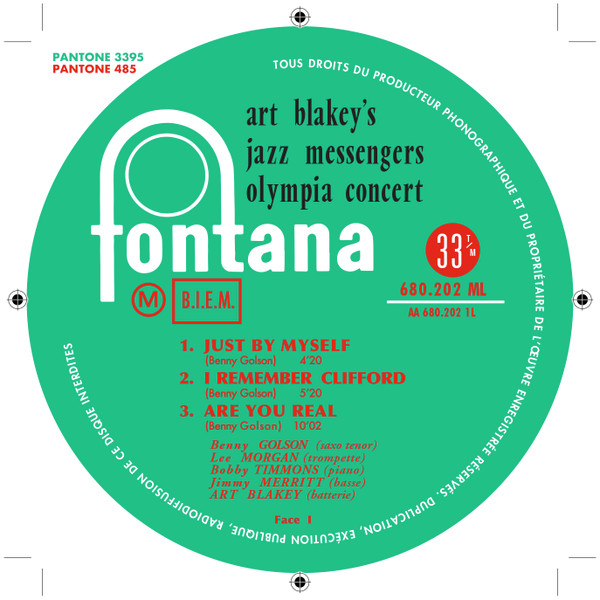 PANTONE 3395
PANTONE 485
TOUS DROITS DU PRODUCTEUR PHONOGRAPHIQUE ET DU PROPRIÉTAIRE DE L'ŒUVRE ENREGISTRÉE RÉSERVÉS. DUPLICATION, EXÉCUTION PUBLIQUE, RADIODIFFUSION DE CE DISQUE INTERDITES
art blakey's
jazz messengers
olympia concert
fontana
33 T/M
680.202 ML
AA 680.202 1L
M B.I.E.M.
1. JUST BY MYSELF
(Benny Golson) 4'20
2. I REMEMBER CLIFFORD
(Benny Golson) 5'20
3. ARE YOU REAL
(Benny Golson) 10'02
Benny GOLSON (saxo tenor)
Lee MORGAN (trompette)
Bobby TIMMONS (piano)
Jimmy MERRITT (basse)
ART BLAKEY (batterie)
Face 1